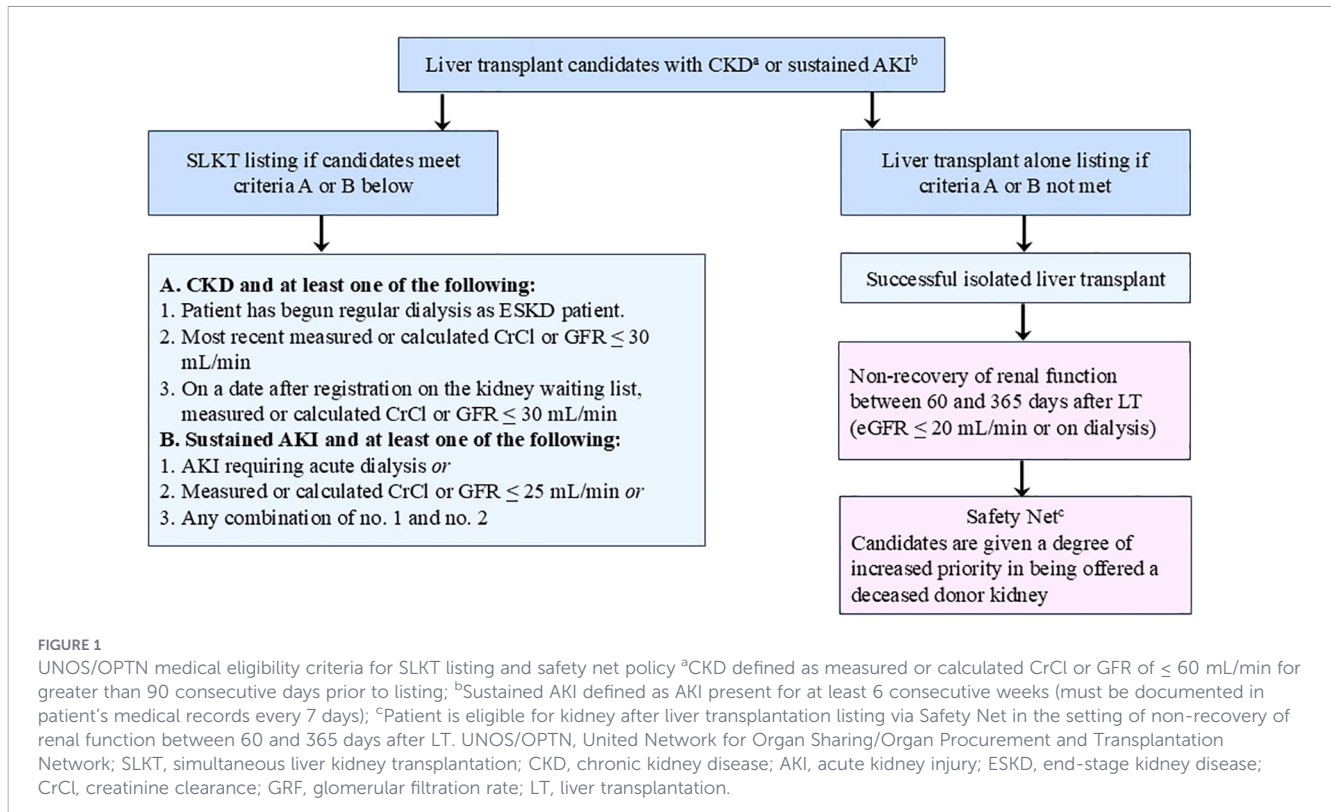 Liver transplant candidates with CKDᵃ or sustained AKIᵇ
SLKT listing if candidates meet
criteria A or B below
Liver transplant alone listing if
criteria A or B not met
A. CKD and at least one of the following:
1. Patient has begun regular dialysis as ESKD patient.
2. Most recent measured or calculated CrCl or GFR ≤ 30
mL/min
3. On a date after registration on the kidney waiting list,
measured or calculated CrCl or GFR ≤ 30 mL/min
B. Sustained AKI and at least one of the following:
1. AKI requiring acute dialysis or
2. Measured or calculated CrCl or GFR ≤ 25 mL/min or
3. Any combination of no. 1 and no. 2
Successful isolated liver transplant
Non-recovery of renal function
between 60 and 365 days after LT
(eGFR ≤ 20 mL/min or on dialysis)
Safety Netᶜ
Candidates are given a degree of
increased priority in being offered a
deceased donor kidney
FIGURE 1
UNOS/OPTN medical eligibility criteria for SLKT listing and safety net policy ᵃCKD defined as measured or calculated CrCl or GFR of ≤ 60 mL/min for
greater than 90 consecutive days prior to listing; ᵇSustained AKI defined as AKI present for at least 6 consecutive weeks (must be documented in
patient's medical records every 7 days); ᶜPatient is eligible for kidney after liver transplantation listing via Safety Net in the setting of non-recovery of
renal function between 60 and 365 days after LT. UNOS/OPTN, United Network for Organ Sharing/Organ Procurement and Transplantation
Network; SLKT, simultaneous liver kidney transplantation; CKD, chronic kidney disease; AKI, acute kidney injury; ESKD, end-stage kidney disease;
CrCl, creatinine clearance; GRF, glomerular filtration rate; LT, liver transplantation.